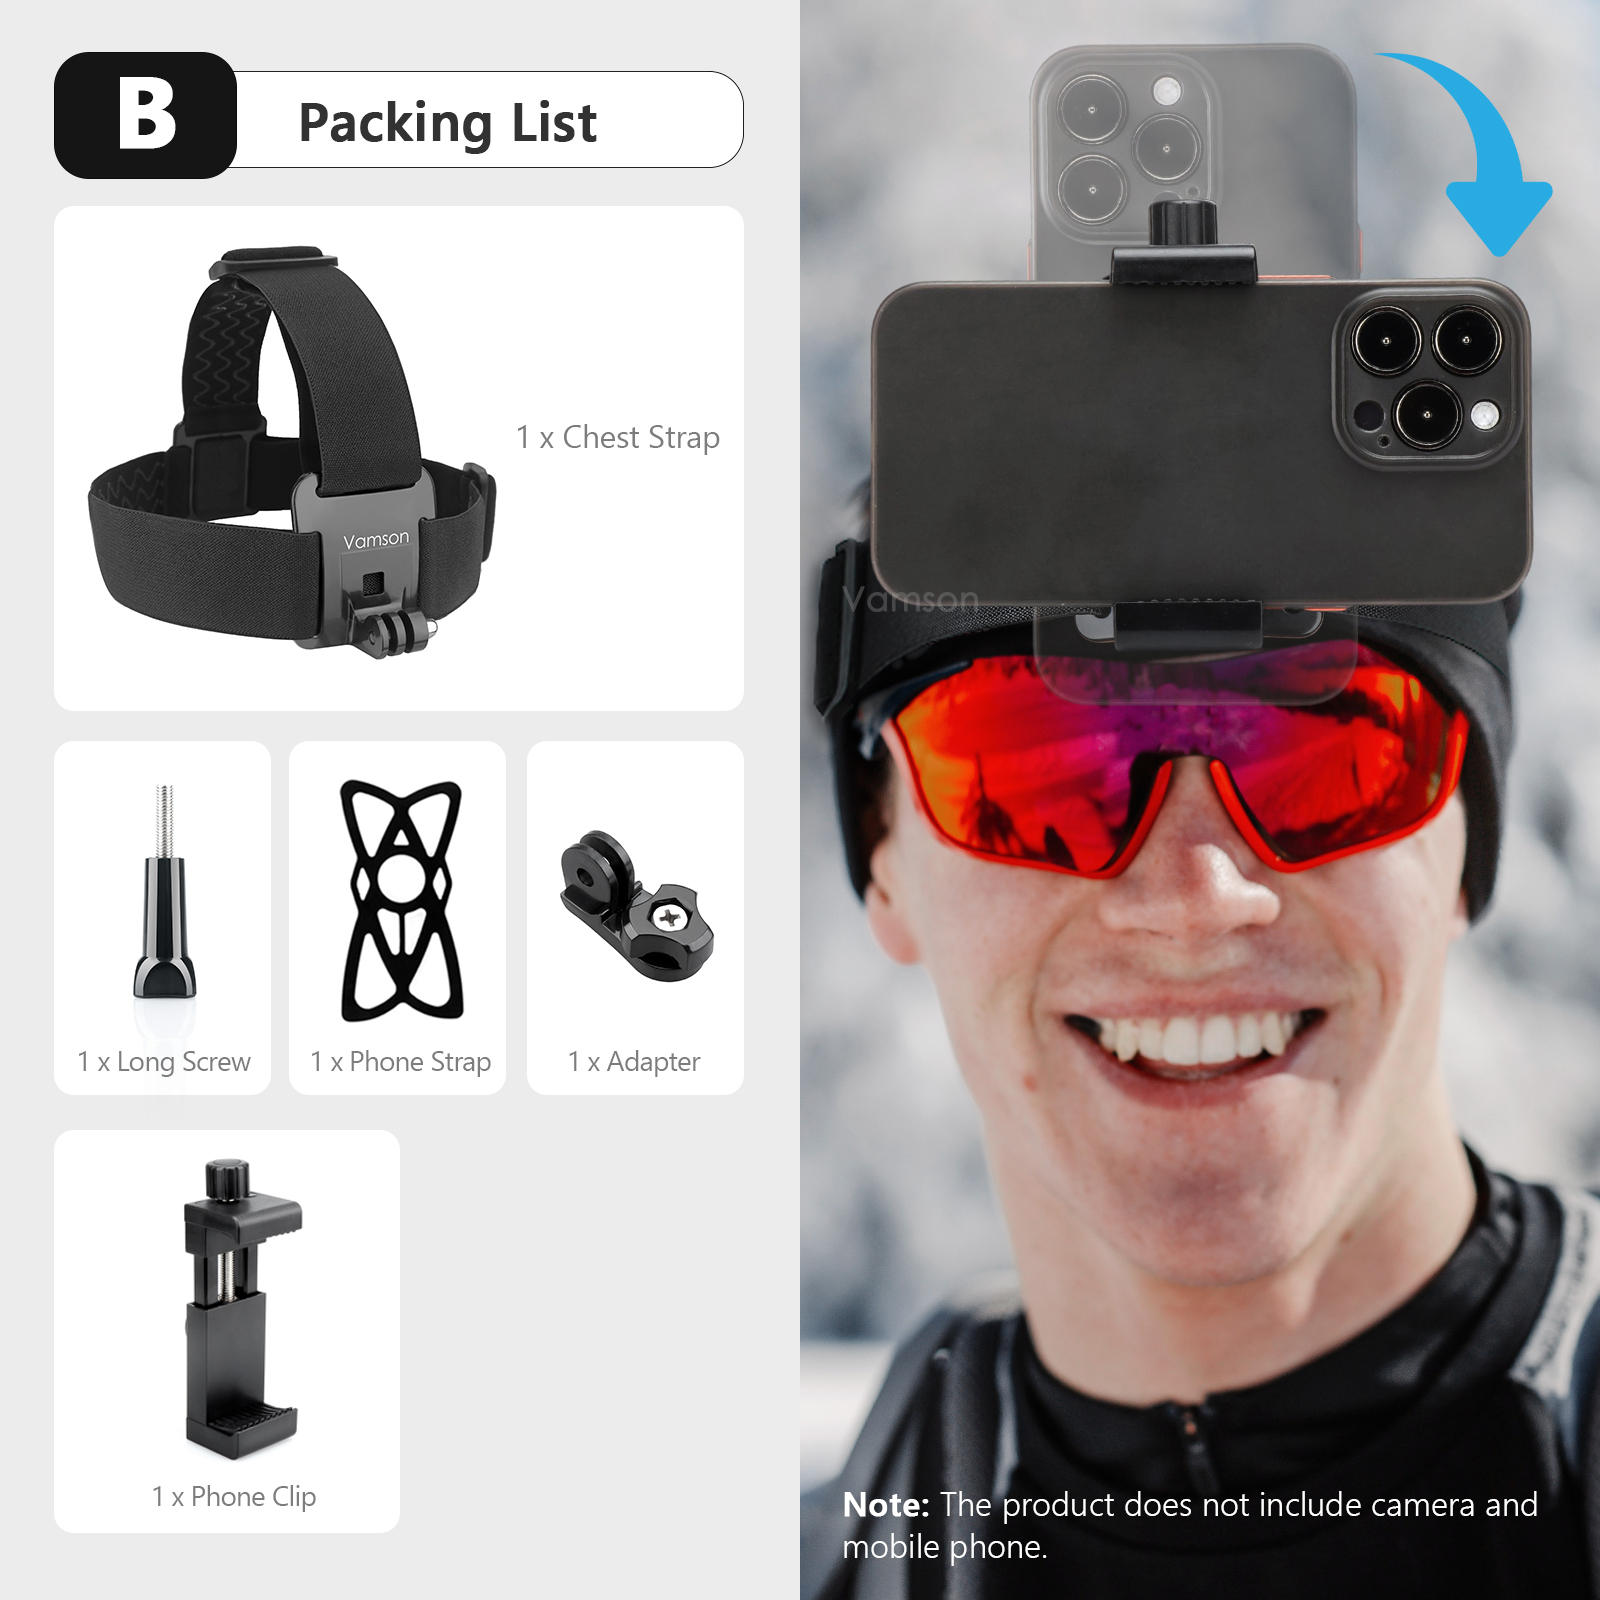 B
Packing List
1 x Chest Strap
Vamson
1 x Long Screw
1 x Phone Strap
1 x Adapter
1 x Phone Clip
Vamson
Note: The product does not include camera and
mobile phone.